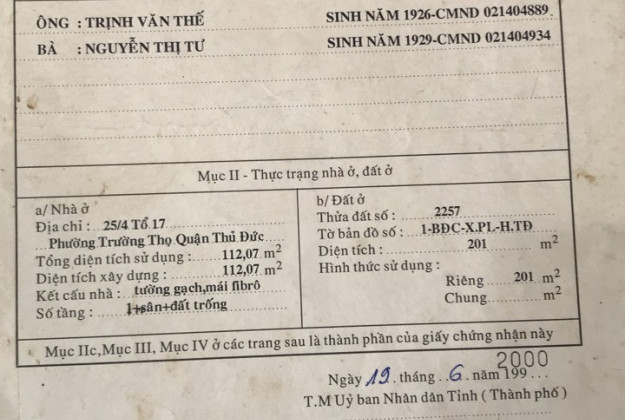 ÔNG : TRỊNH VĂN THẾ SINH NĂM 1926-CMND 021404889.
BÀ : NGUYỄN THỊ TƯ SINH NĂM 1929-CMND 021404934
Mục II - Thực trạng nhà ở, đất ở
a/ Nhà ở
Địa chỉ : 25/4 Tổ 17
Phường Trường Thọ Quận Thủ Đức
Tổng diện tích sử dụng : 112,07 m²
Diện tích xây dựng : 112,07 m²
Kết cấu nhà : tường gạch,mái fibrô
Số tầng : 1+sân+đất trống
b/ Đất ở
Thửa đất số : 2257
Tờ bản đồ số : 1-BĐC-X.PL-H.TĐ
Diện tích : 201 m²
Hình thức sử dụng :
Riêng 201 m²
Chung m²
Mục IIc,Mục III, Mục IV ở các trang sau là thành phần của giấy chứng nhận này
2000
Ngày 19 tháng 6 năm 199
T.M Uỷ ban Nhân dân Tỉnh ( Thành phố )